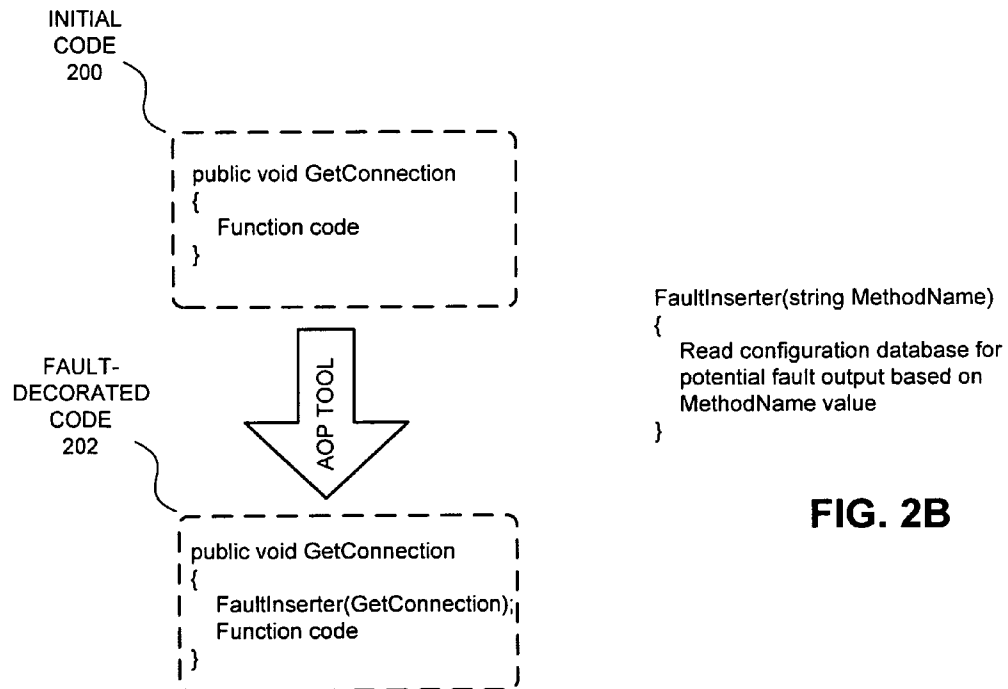 INITIAL
CODE
200
public void GetConnection
{
Function code
}
FAULT-
DECORATED
CODE
202
AOP TOOL
public void GetConnection
{
FaultInserter(GetConnection);
Function code
}
FaultInserter(string MethodName)
{
Read configuration database for
potential fault output based on
MethodName value
}
FIG. 2B